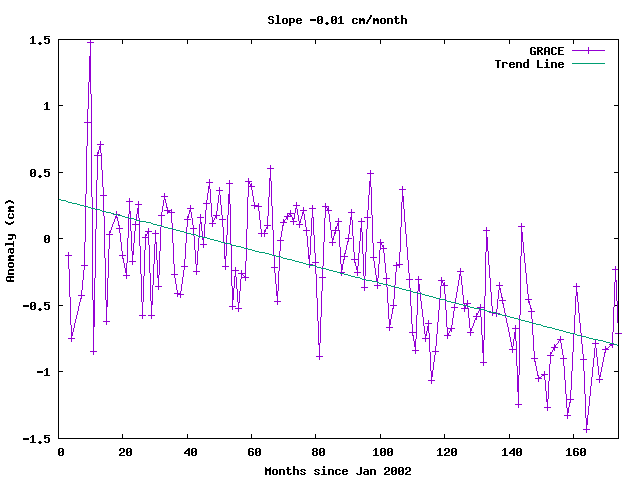 Slope -0.01 cm/month
GRACE
Trend Line
1.5
1
0.5
0
-0.5
-1
-1.5
Anomaly (cm)
0 20 40 60 80 100 120 140 160
Months since Jan 2002